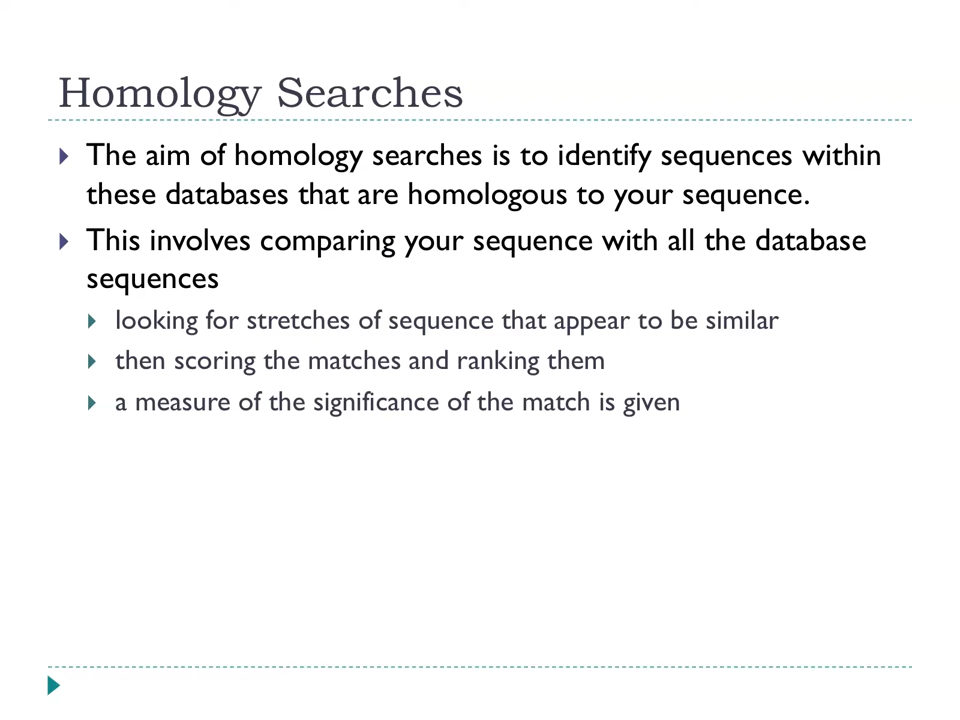 Homology Searches
The aim of homology searches is to identify sequences within
these databases that are homologous to your sequence.
This involves comparing your sequence with all the database
sequences
looking for stretches of sequence that appear to be similar
then scoring the matches and ranking them
a measure of the significance of the match is given